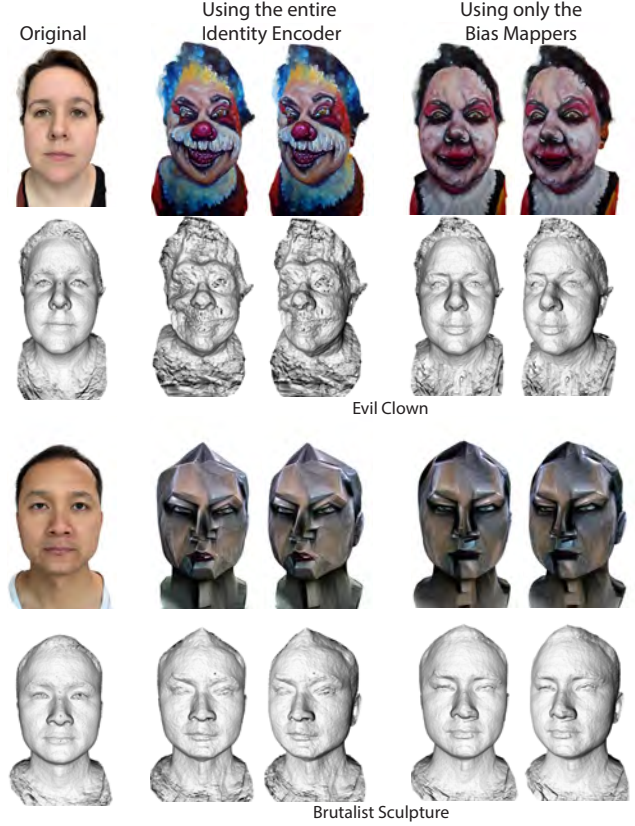 Original
Using the entire
Identity Encoder
Using only the
Bias Mappers
Evil Clown
Brutalist Sculpture